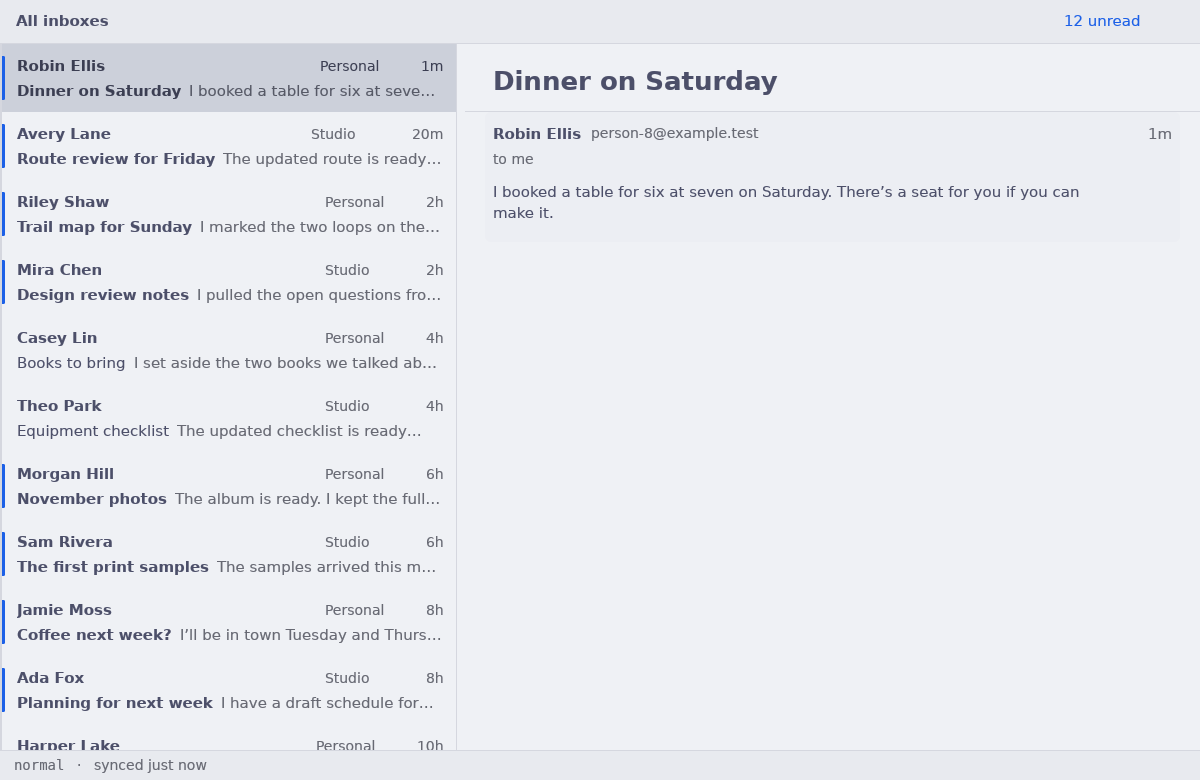 All inboxes
12 unread
Robin Ellis Personal 1m
Dinner on Saturday I booked a table for six at seve…
Avery Lane Studio 20m
Route review for Friday The updated route is ready…
Riley Shaw Personal 2h
Trail map for Sunday I marked the two loops on the…
Mira Chen Studio 2h
Design review notes I pulled the open questions fro…
Casey Lin Personal 4h
Books to bring I set aside the two books we talked ab…
Theo Park Studio 4h
Equipment checklist The updated checklist is ready…
Morgan Hill Personal 6h
November photos The album is ready. I kept the full…
Sam Rivera Studio 6h
The first print samples The samples arrived this m…
Jamie Moss Personal 8h
Coffee next week? I’ll be in town Tuesday and Thurs…
Ada Fox Studio 8h
Planning for next week I have a draft schedule for…
Harper Lake Personal 10h
Dinner on Saturday
Robin Ellis person-8@example.test 1m
to me
I booked a table for six at seven on Saturday. There’s a seat for you if you can
make it.
normal · synced just now